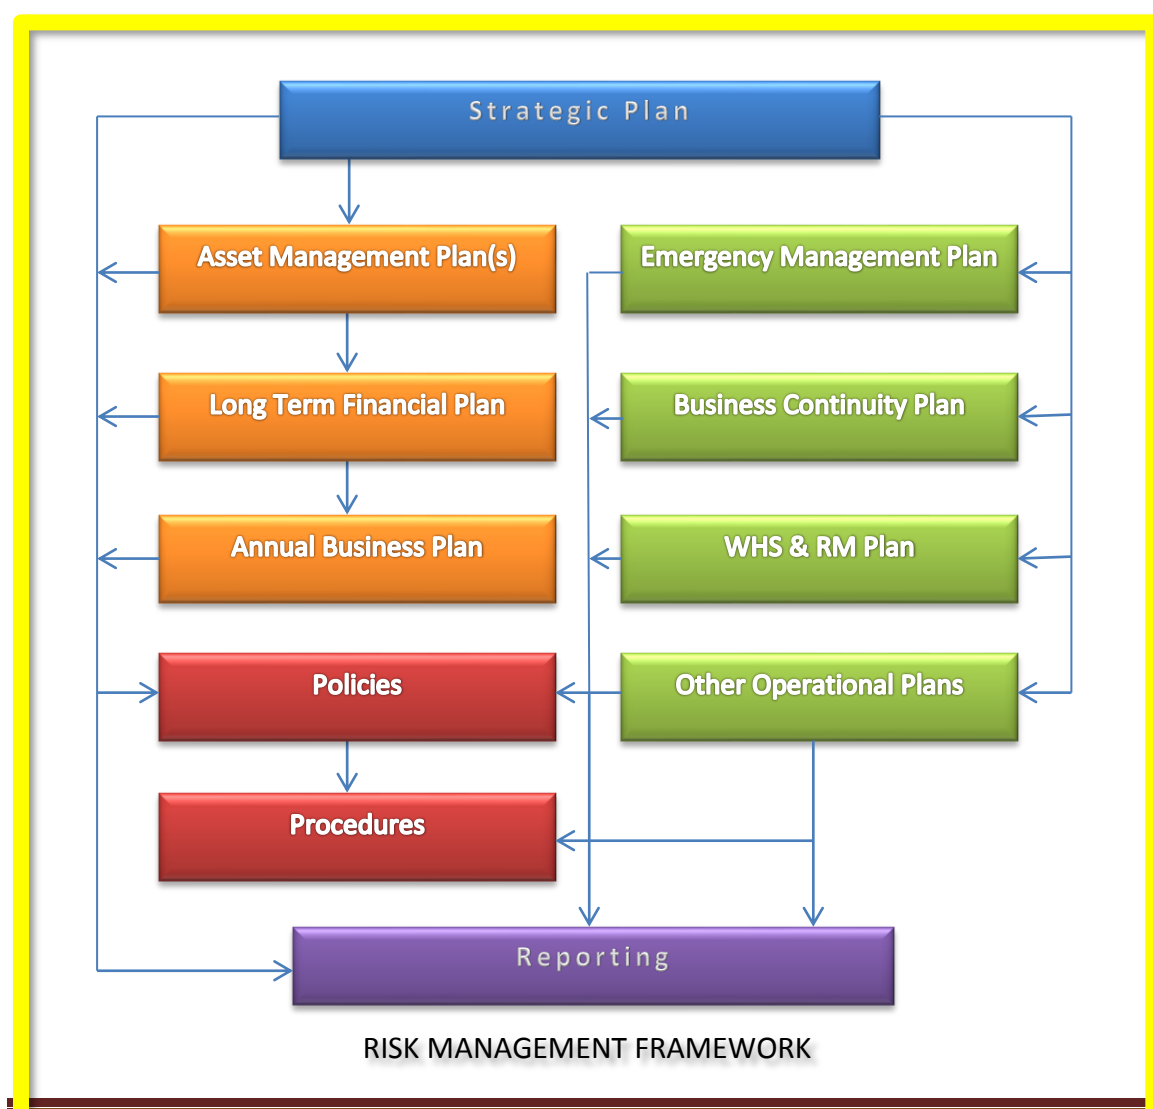 Strategic Plan
Asset Management Plan(s)
Emergency Management Plan
Long Term Financial Plan
Business Continuity Plan
Annual Business Plan
WHS & RM Plan
Policies
Other Operational Plans
Procedures
Reporting
RISK MANAGEMENT FRAMEWORK